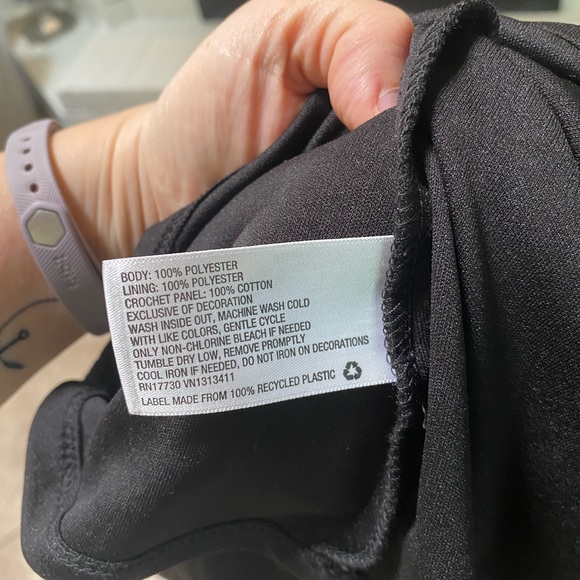 BODY: 100% POLYESTER
LINING: 100% POLYESTER
CROCHET PANEL: 100% COTTON
EXCLUSIVE OF DECORATION
WASH INSIDE OUT, MACHINE WASH COLD
WITH LIKE COLORS, GENTLE CYCLE
ONLY NON-CHLORINE BLEACH IF NEEDED
TUMBLE DRY LOW, REMOVE PROMPTLY
COOL IRON IF NEEDED, DO NOT IRON ON DECORATIONS
RN17730 VN1313411
LABEL MADE FROM 100% RECYCLED PLASTIC